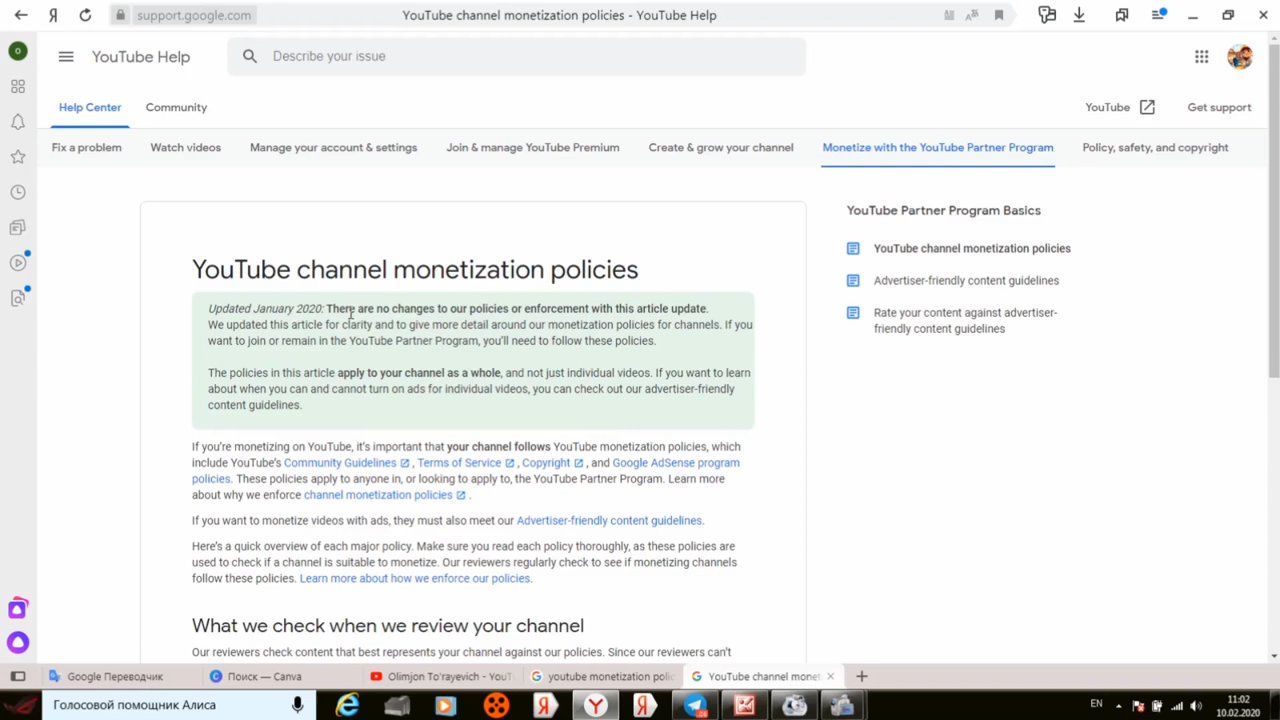 Я
support.google.com
YouTube channel monetization policies - YouTube Help
YouTube Help
Describe your issue
Help Center
Community
YouTube
Get support
Fix a problem
Watch videos
Manage your account & settings
Join & manage YouTube Premium
Create & grow your channel
Monetize with the YouTube Partner Program
Policy, safety, and copyright
YouTube Partner Program Basics
YouTube channel monetization policies
Advertiser-friendly content guidelines
Rate your content against advertiser-
friendly content guidelines
YouTube channel monetization policies
Updated January 2020: There are no changes to our policies or enforcement with this article update.
We updated this article for clarity and to give more detail around our monetization policies for channels. If you
want to join or remain in the YouTube Partner Program, you’ll need to follow these policies.
The policies in this article apply to your channel as a whole, and not just individual videos. If you want to learn
about when you can and cannot turn on ads for individual videos, you can check out our advertiser-friendly
content guidelines.
If you’re monetizing on YouTube, it’s important that your channel follows YouTube monetization policies, which
include YouTube’s Community Guidelines , Terms of Service , Copyright , and Google AdSense program
policies. These policies apply to anyone in, or looking to apply to, the YouTube Partner Program. Learn more
about why we enforce channel monetization policies .
If you want to monetize videos with ads, they must also meet our Advertiser-friendly content guidelines.
Here’s a quick overview of each major policy. Make sure you read each policy thoroughly, as these policies are
used to check if a channel is suitable to monetize. Our reviewers regularly check to see if monetizing channels
follow these policies. Learn more about how we enforce our policies.
What we check when we review your channel
Our reviewers check content that best represents your channel against our policies. Since our reviewers can’t
Google Переводчик
Поиск — Canva
Olimjon To'rayevich - YouT
youtube monetization polic
YouTube channel monet
Голосовой помощник Алиса
EN
11:02
10.02.2020